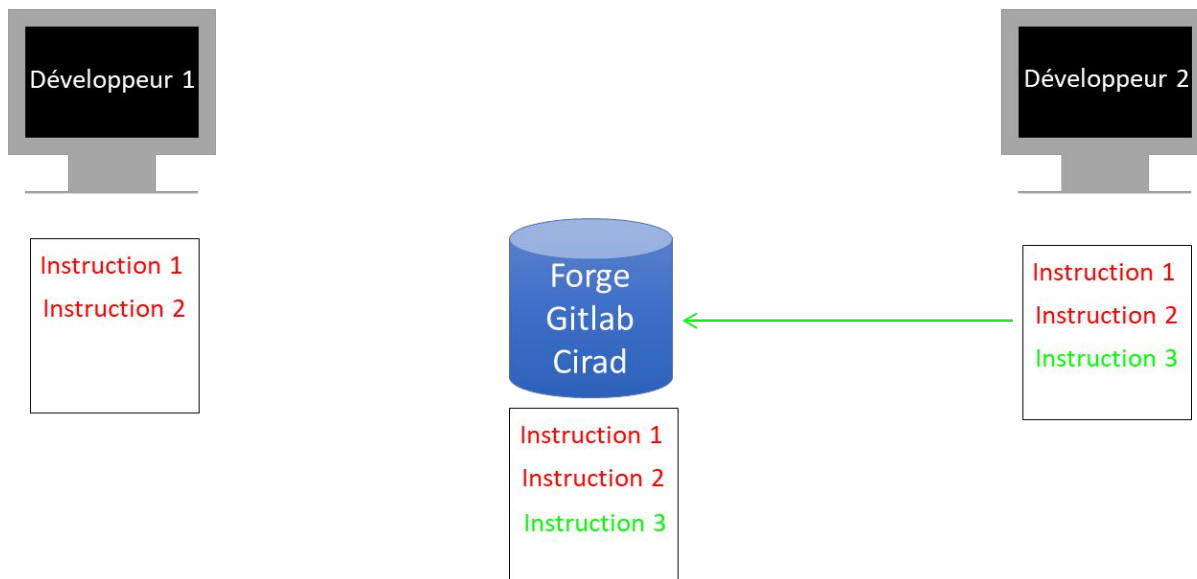 Développeur 1
Développeur 2
Instruction 1
Instruction 2
Forge
Gitlab
Cirad
Instruction 1
Instruction 2
Instruction 3
Instruction 1
Instruction 2
Instruction 3